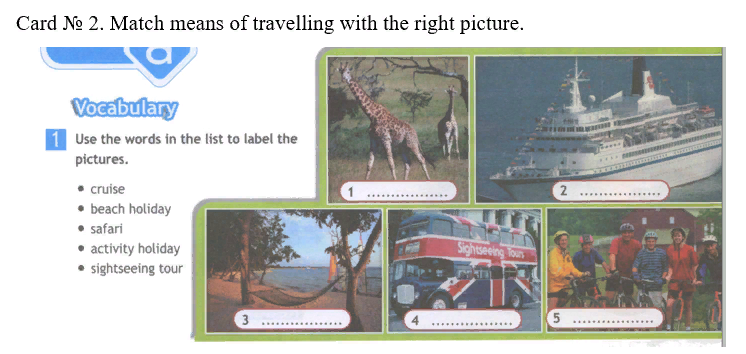 Card № 2. Match means of travelling with the right picture.
a
Vocabulary
1 Use the words in the list to label the
pictures.
• cruise
• beach holiday
• safari
• activity holiday
• sightseeing tour
1 ..................
2 ..................
3 ..................
Sightseeing Tours
4 ..................
5 ..................